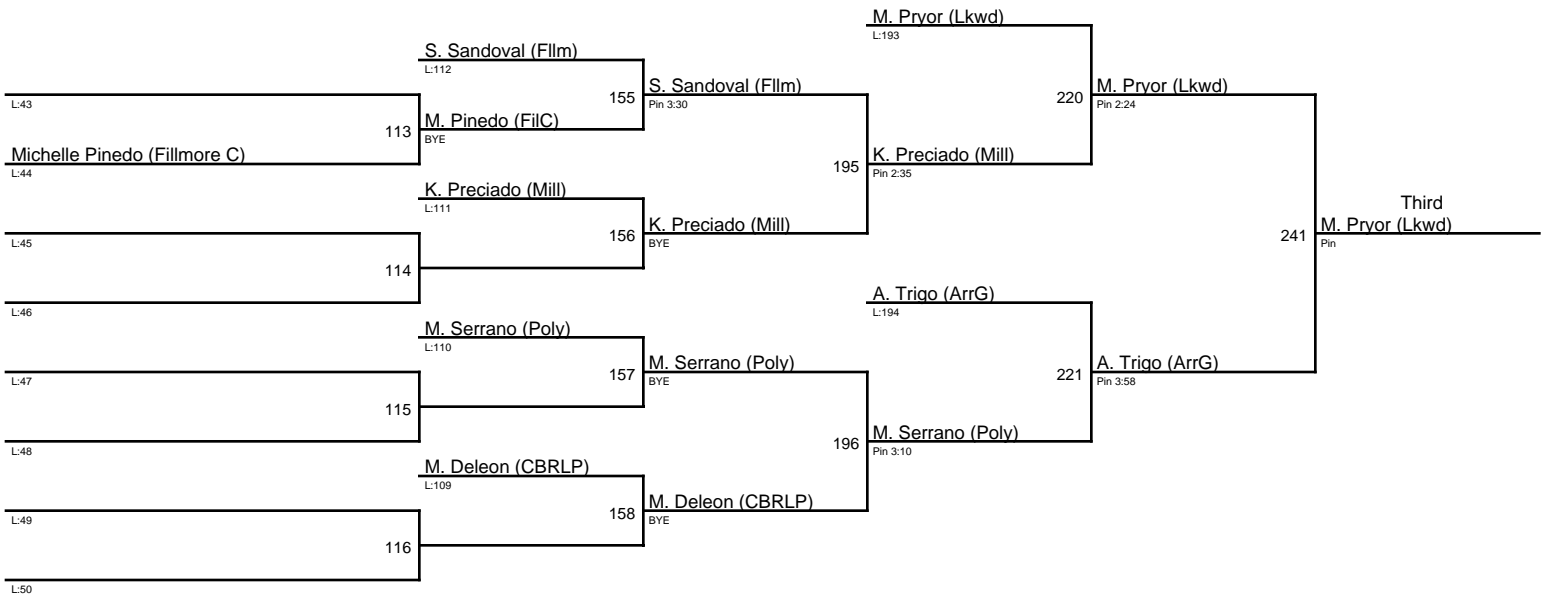 M. Pryor (Lkwd)
L:193
S. Sandoval (Fllm)
L:112
155
S. Sandoval (Fllm)
Pin 3:30
220
M. Pryor (Lkwd)
Pin 2:24
L:43
113
M. Pinedo (FilC)
BYE
Michelle Pinedo (Fillmore C)
L:44
195
K. Preciado (Mill)
Pin 2:35
K. Preciado (Mill)
L:111
156
K. Preciado (Mill)
BYE
Third
241
M. Pryor (Lkwd)
Pin
L:45
114
L:46
A. Trigo (ArrG)
L:194
M. Serrano (Poly)
L:110
157
M. Serrano (Poly)
BYE
221
A. Trigo (ArrG)
Pin 3:58
L:47
115
L:48
196
M. Serrano (Poly)
Pin 3:10
M. Deleon (CBRLP)
L:109
158
M. Deleon (CBRLP)
BYE
L:49
116
L:50